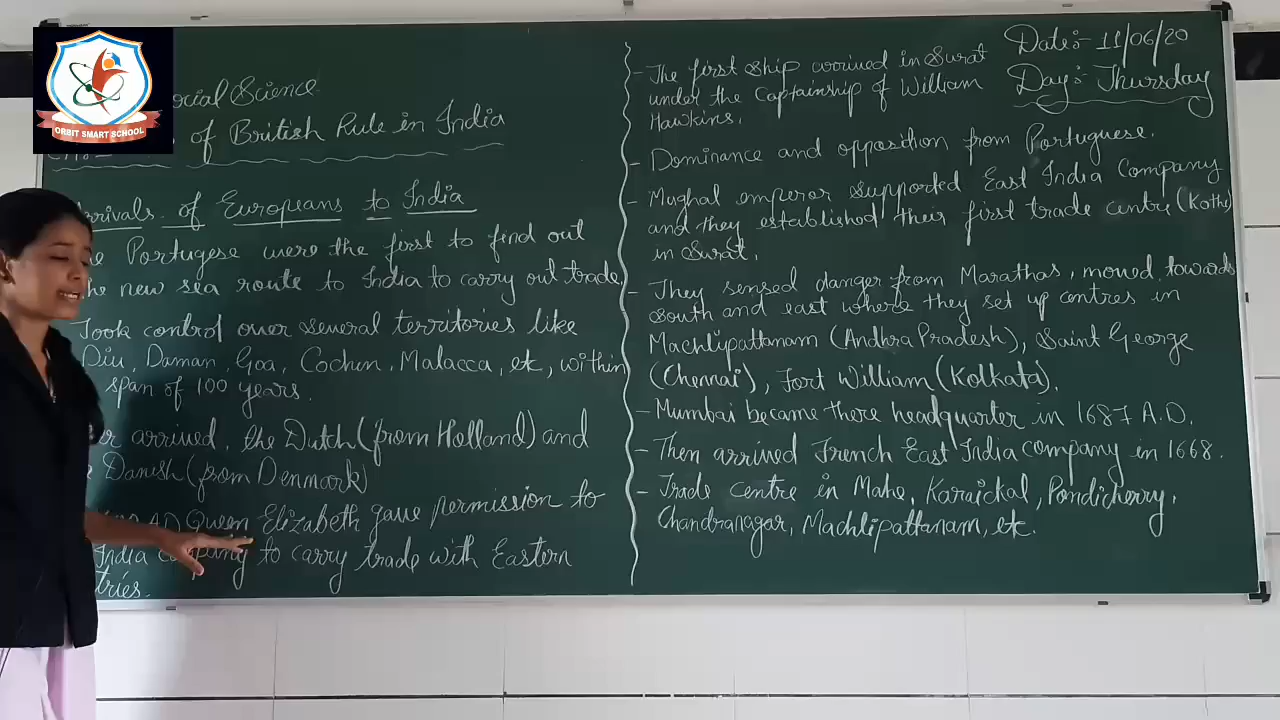 ORBIT SMART SCHOOL
Social Science
of British Rule in India
Arrivals of Europeans to India
Portugese were the first to find out
new sea route to India to carry out trade
Took control over several territories like
Diu, Daman, Goa, Cochin, Malacca, etc, within
span of 100 years.
arrived, the Dutch (from Holland) and
Danish (from Denmark)
AD Queen Elizabeth gave permission to
India company to carry trade with Eastern
Date:- 11/06/20
Day:- Thursday
- The first ship arrived in Surat
under the Captainship of William
Hawkins.
- Dominance and opposition from Portuguese.
- Mughal emperor supported East India Company
and they established their first trade centre (Kothi)
in Surat.
- They sensed danger from Marathas, moved towards
South and east where they set up centres in
Machlipattanam (Andhra Pradesh), Saint George
(Chennai), Fort William (Kolkata).
- Mumbai became there headquarter in 1687 A.D.
- Then arrived French East India company in 1668.
- Trade centre in Mahe, Karaickal, Pondicherry,
Chandranagar, Machlipattanam, etc.